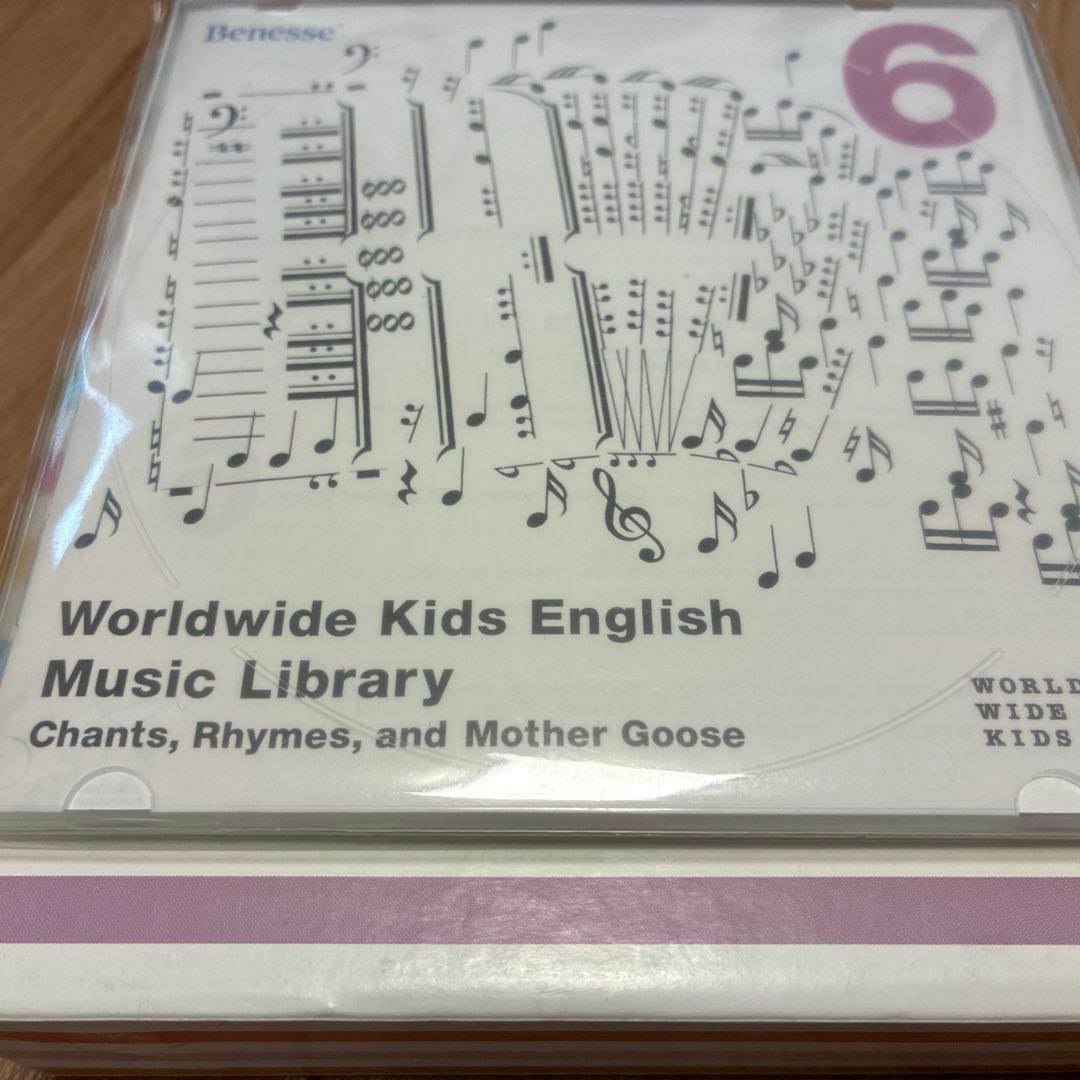 Benesse®
6
Worldwide Kids English
Music Library
Chants, Rhymes, and Mother Goose
WORLD
WIDE
KIDS